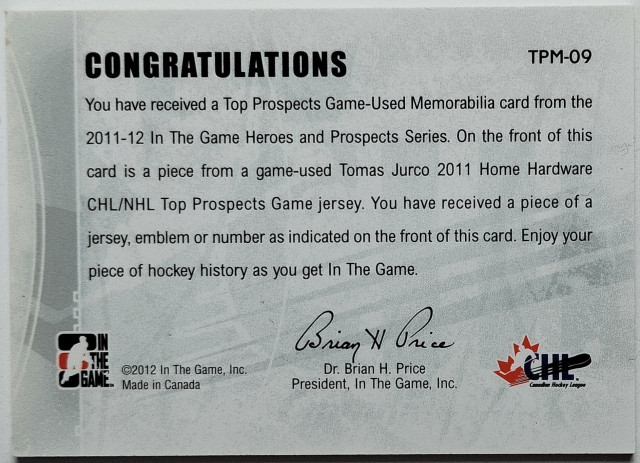 CONGRATULATIONS
TPM-09
You have received a Top Prospects Game-Used Memorabilia card from the
2011-12 In The Game Heroes and Prospects Series. On the front of this
card is a piece from a game-used Tomas Jurco 2011 Home Hardware
CHL/NHL Top Prospects Game jersey. You have received a piece of a
jersey, emblem or number as indicated on the front of this card. Enjoy your
piece of hockey history as you get In The Game.
Brian H Price
IN
THE
GAME
©2012 In The Game, Inc.
Made in Canada
Dr. Brian H. Price
President, In The Game, Inc.
CHL
Canadian Hockey League